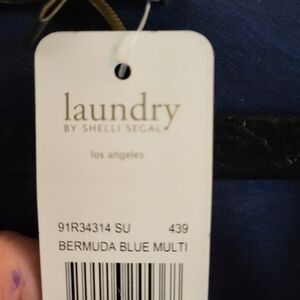 laundry
BY SHELLI SEGAL
los angeles
91R34314 SU 439
BERMUDA BLUE MULTI